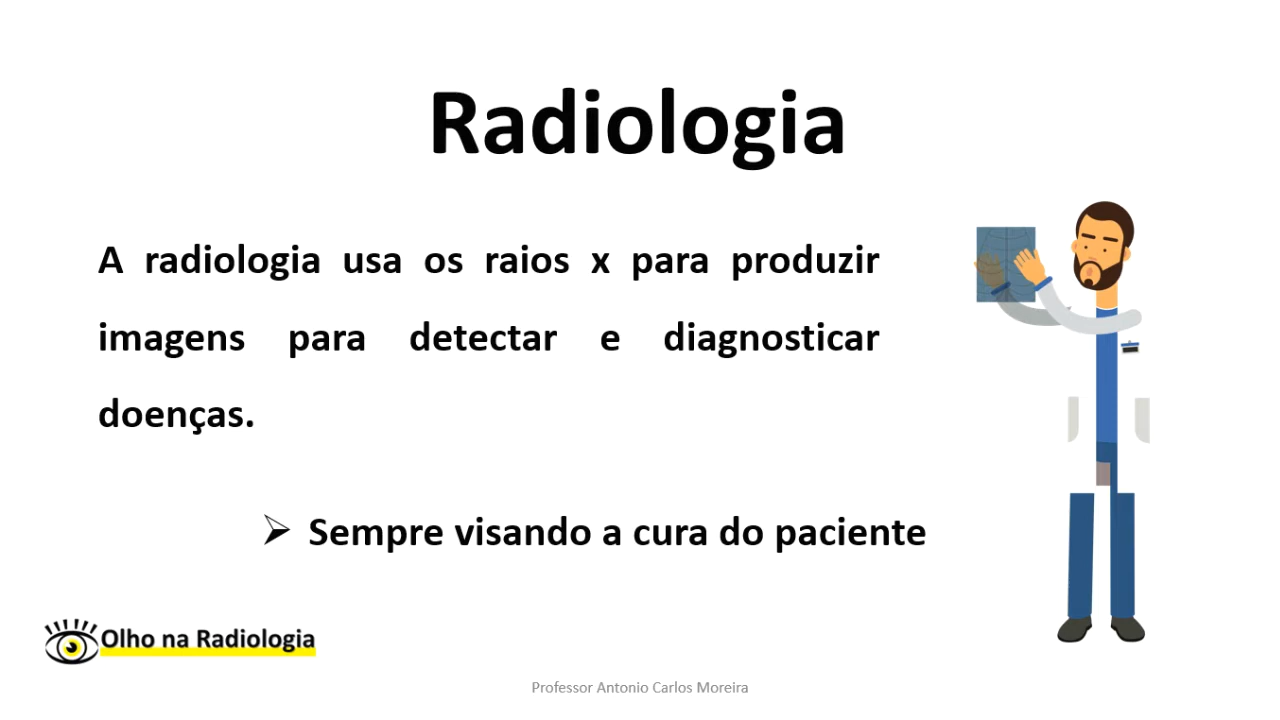 Radiologia
A radiologia usa os raios x para produzir
imagens para detectar e diagnosticar
doenças.
➢ Sempre visando a cura do paciente
Olho na Radiologia
Professor Antonio Carlos Moreira